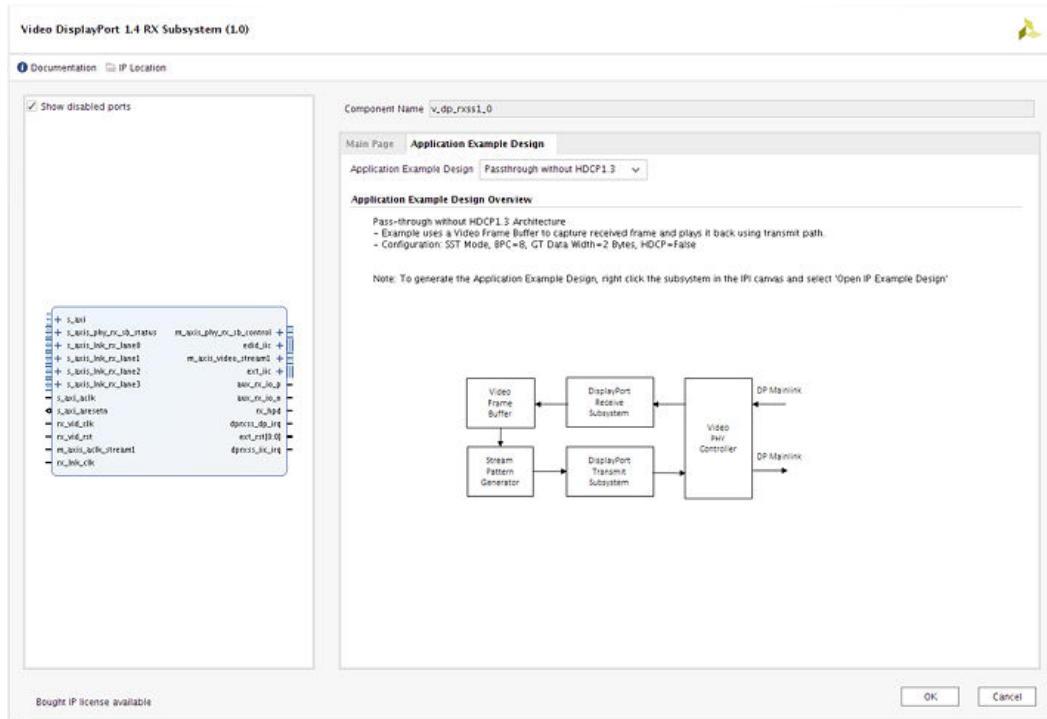 Video DisplayPort 1.4 RX Subsystem (1.0)
Documentation IP Location
Show disabled ports
s_axi
s_axis_phy_rx_sb_status
s_axis_lnk_rx_lane0
s_axis_lnk_rx_lane1
s_axis_lnk_rx_lane2
s_axis_lnk_rx_lane3
s_axi_aclk
s_axi_aresetn
rx_vid_clk
rx_vid_rst
m_axis_aclk_stream1
rx_lnk_clk
m_axis_phy_rx_sb_control
edid_iic
m_axis_video_stream1
ext_iic
aux_rx_io_p
aux_rx_io_n
rx_hpd
dprxss_dp_irq
ext_rst[0:0]
dprxss_iic_irq
Component Name v_dp_rxss1_0
Main Page Application Example Design
Application Example Design Passthrough without HDCP1.3
Application Example Design Overview
Pass-through without HDCP1.3 Architecture
- Example uses a Video Frame Buffer to capture received frame and plays it back using transmit path.
- Configuration: SST Mode, BPC=8, GT Data Width=2 Bytes, HDCP=False
Note: To generate the Application Example Design, right click the subsystem in the IPI canvas and select 'Open IP Example Design'
Video
Frame
Buffer
DisplayPort
Receive
Subsystem
Stream
Pattern
Generator
DisplayPort
Transmit
Subsystem
Video
PHY
Controller
DP Mainlink
DP Mainlink
Bought IP license available
OK Cancel